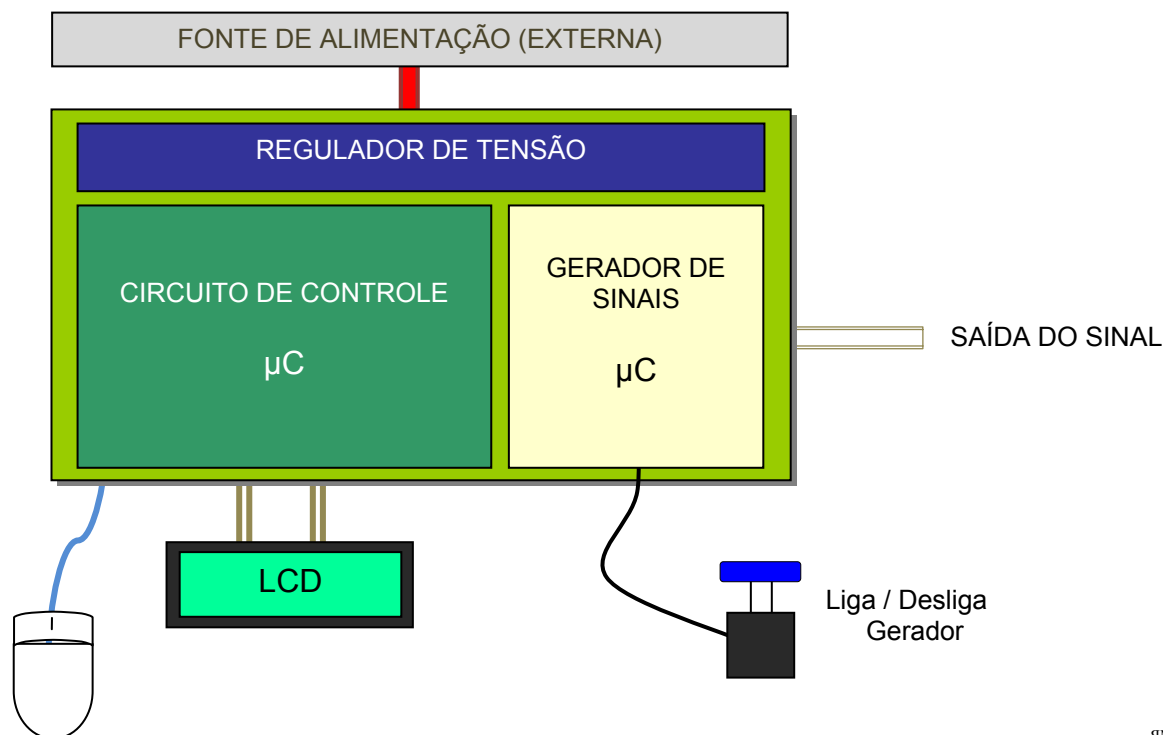 FONTE DE ALIMENTAÇÃO (EXTERNA)
REGULADOR DE TENSÃO
CIRCUITO DE CONTROLE
µC
GERADOR DE
SINAIS
µC
SAÍDA DO SINAL
LCD
Liga / Desliga
Gerador